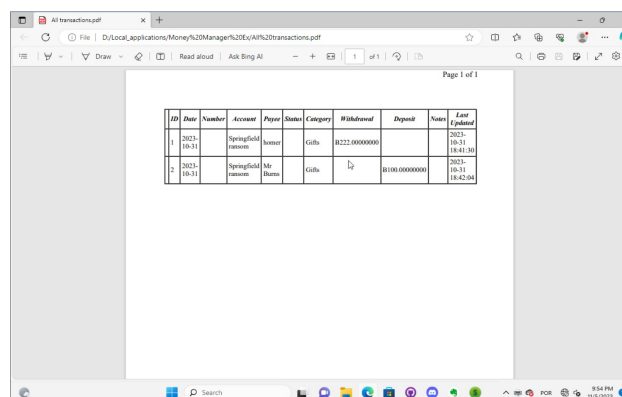 All transactions.pdf
File | D:/Local_applications/Money%20Manager%20Ex/All%20transactions.pdf
Draw | Read aloud | Ask Bing AI 1 of 1
Page 1 of 1
ID Date Number Account Payee Status Category Withdrawal Deposit Notes Last Updated
1 2023-10-31 Springfield ransom homer Gifts B222.00000000 2023-10-31 18:41:30
2 2023-10-31 Springfield ransom Mr Burns Gifts B100.00000000 2023-10-31 18:42:04
Search POR 9:54 PM
11/5/2023